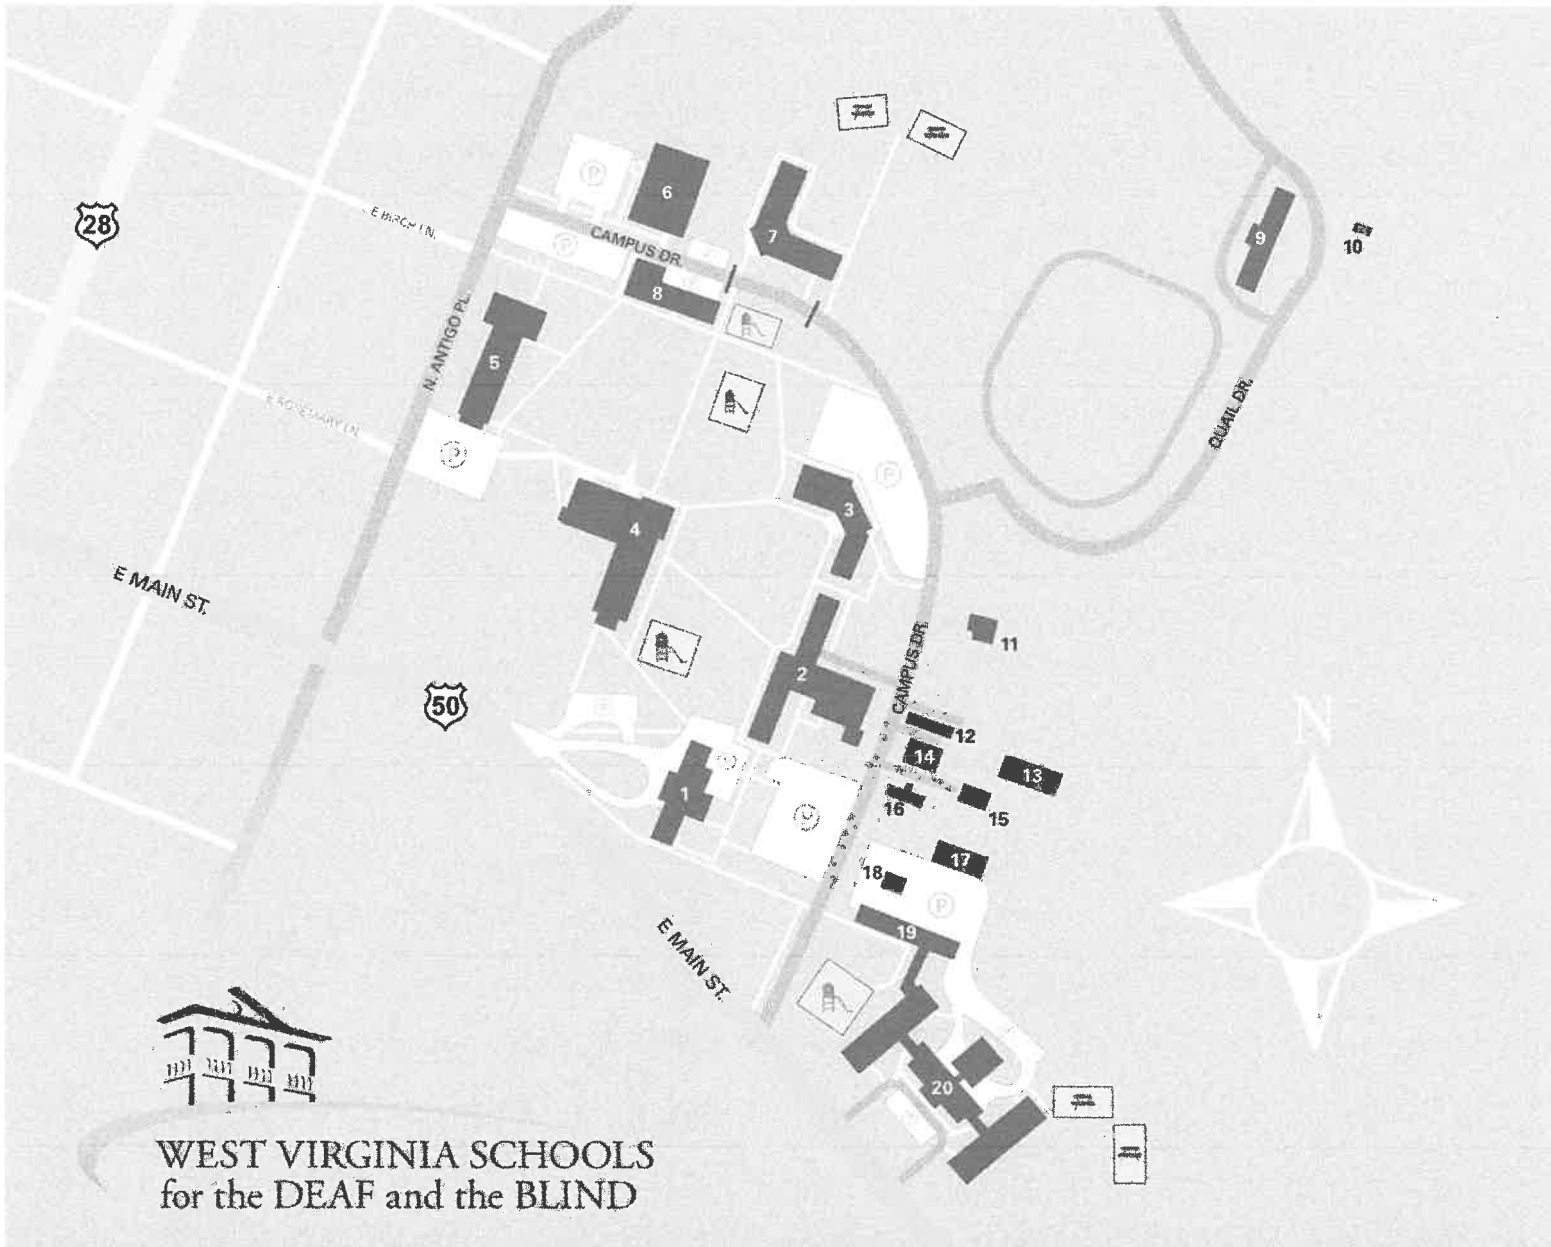 28
E BIRCH LN.
6
CAMPUS DR.
7
8
9
10
N. ANTIGO PL.
5
E ROSEMARY LN.
P
P
P
P
3
4
QUAIL DR.
E MAIN ST.
50
2
CAMPUS DR.
11
12
14
13
16
15
1
P
P
17
18
P
19
E MAIN ST.
20
N
WEST VIRGINIA SCHOOLS
for the DEAF and the BLIND